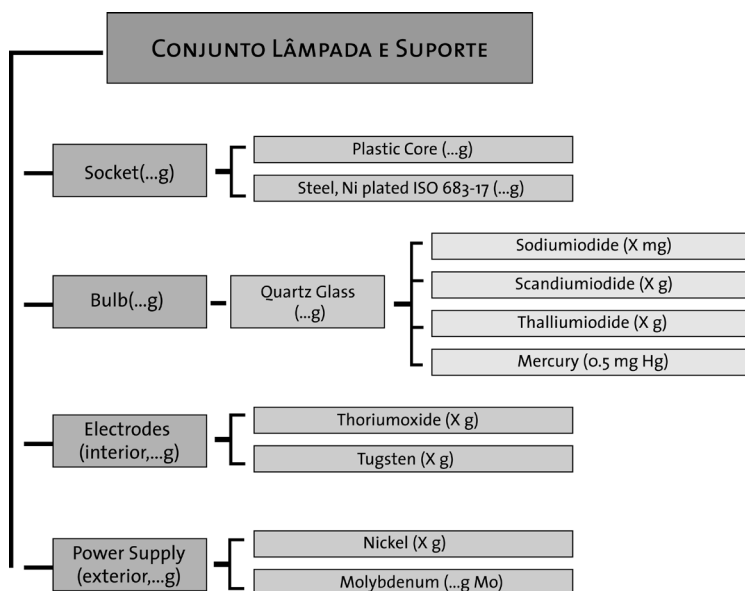 Conjunto Lâmpada e Suporte
Socket(...g)
Plastic Core (...g)
Steel, Ni plated ISO 683-17 (...g)
Bulb(...g)
Quartz Glass
(...g)
Sodiumiodide (X mg)
Scandiumiodide (X g)
Thalliumiodide (X g)
Mercury (0.5 mg Hg)
Electrodes
(interior,...g)
Thoriumoxide (X g)
Tugsten (X g)
Power Supply
(exterior,...g)
Nickel (X g)
Molybdenum (...g Mo)